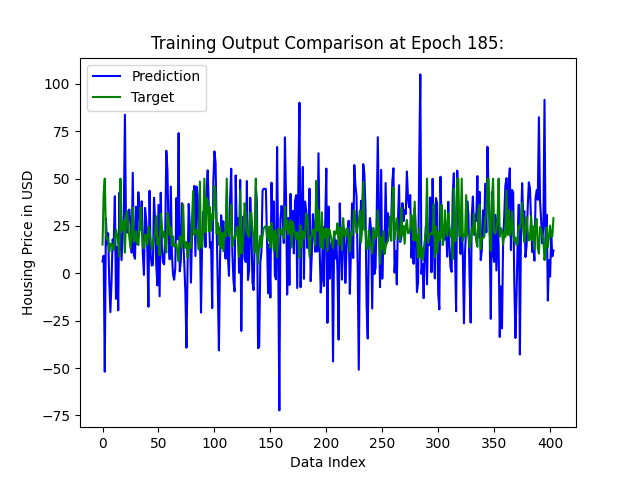 Training Output Comparison at Epoch 185:
Prediction
Target
Housing Price in USD
100
75
50
25
0
−25
−50
−75
0 50 100 150 200 250 300 350 400
Data Index